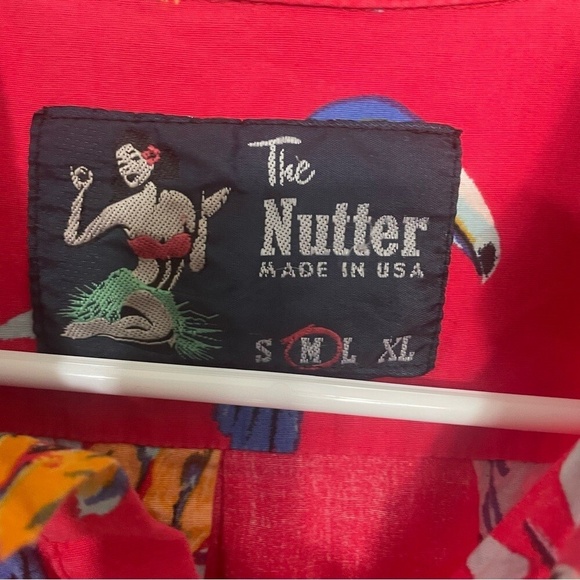 The
Nutter
MADE IN USA
S M L XL